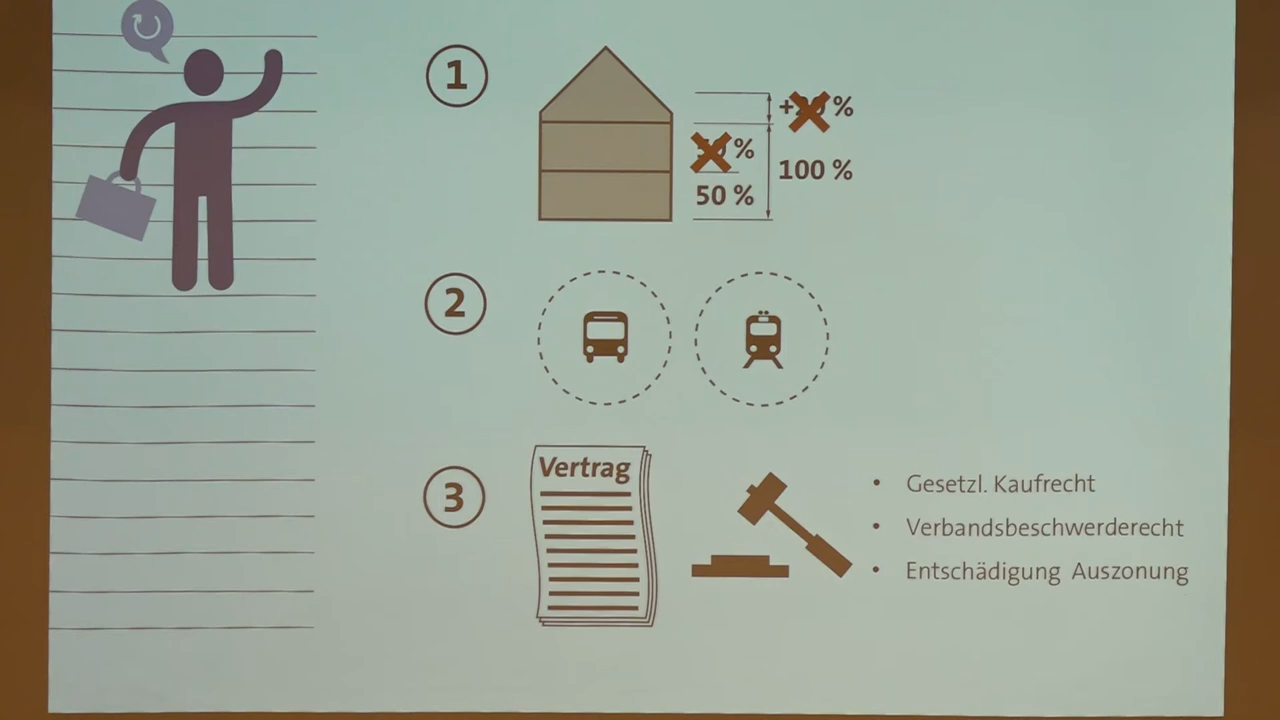 1
+ %
%
100 %
50 %
2
3
Vertrag
• Gesetzl. Kaufrecht
• Verbandsbeschwerderecht
• Entschädigung Auszonung